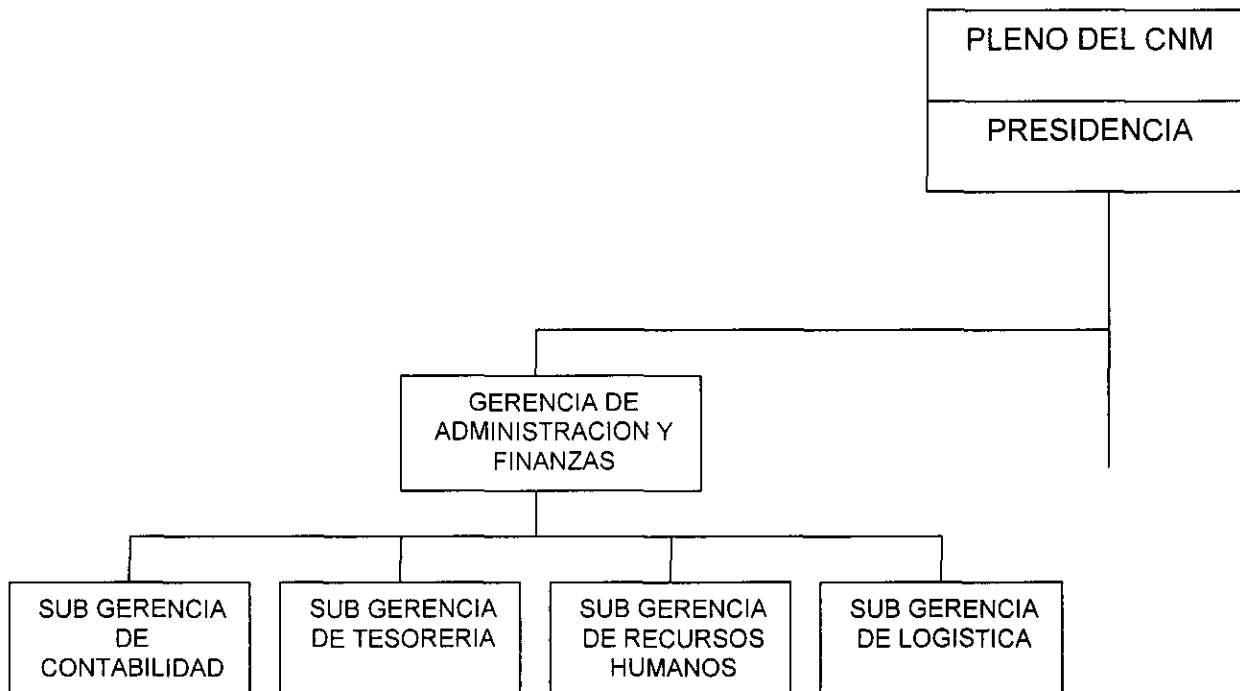 PLENO DEL CNM
PRESIDENCIA
GERENCIA DE
ADMINISTRACION Y
FINANZAS
SUB GERENCIA
DE
CONTABILIDAD
SUB GERENCIA
DE TESORERIA
SUB GERENCIA
DE RECURSOS
HUMANOS
SUB GERENCIA
DE LOGISTICA